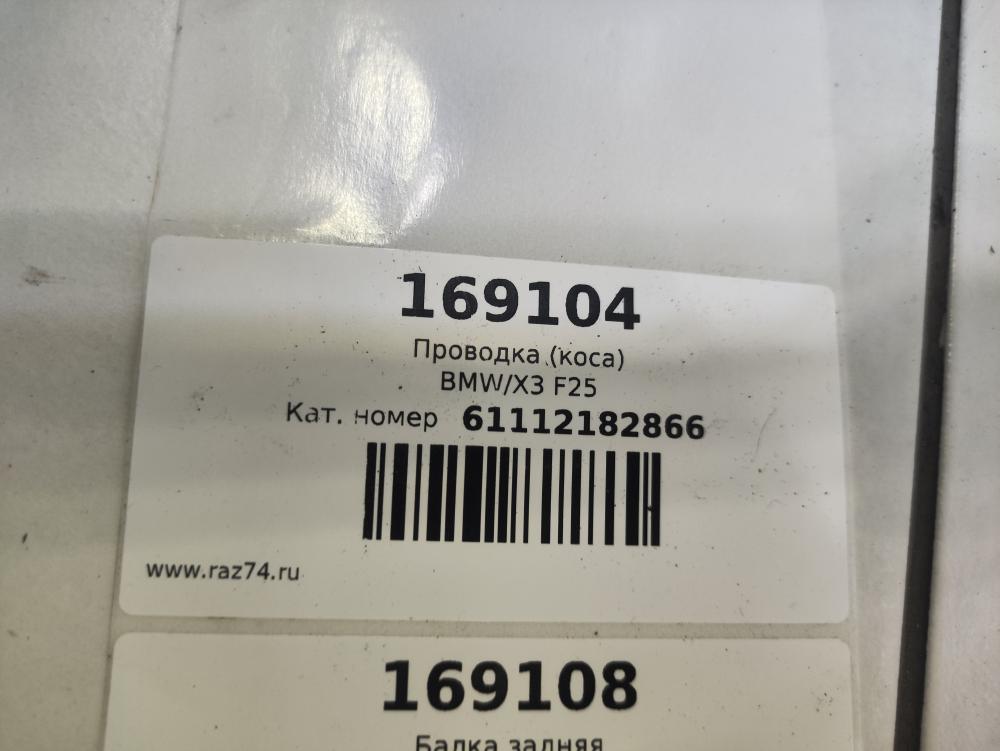 169104
Проводка (коса)
BMW/X3 F25
Кат. номер 61112182866
www.raz74.ru
169108
Балка задняя